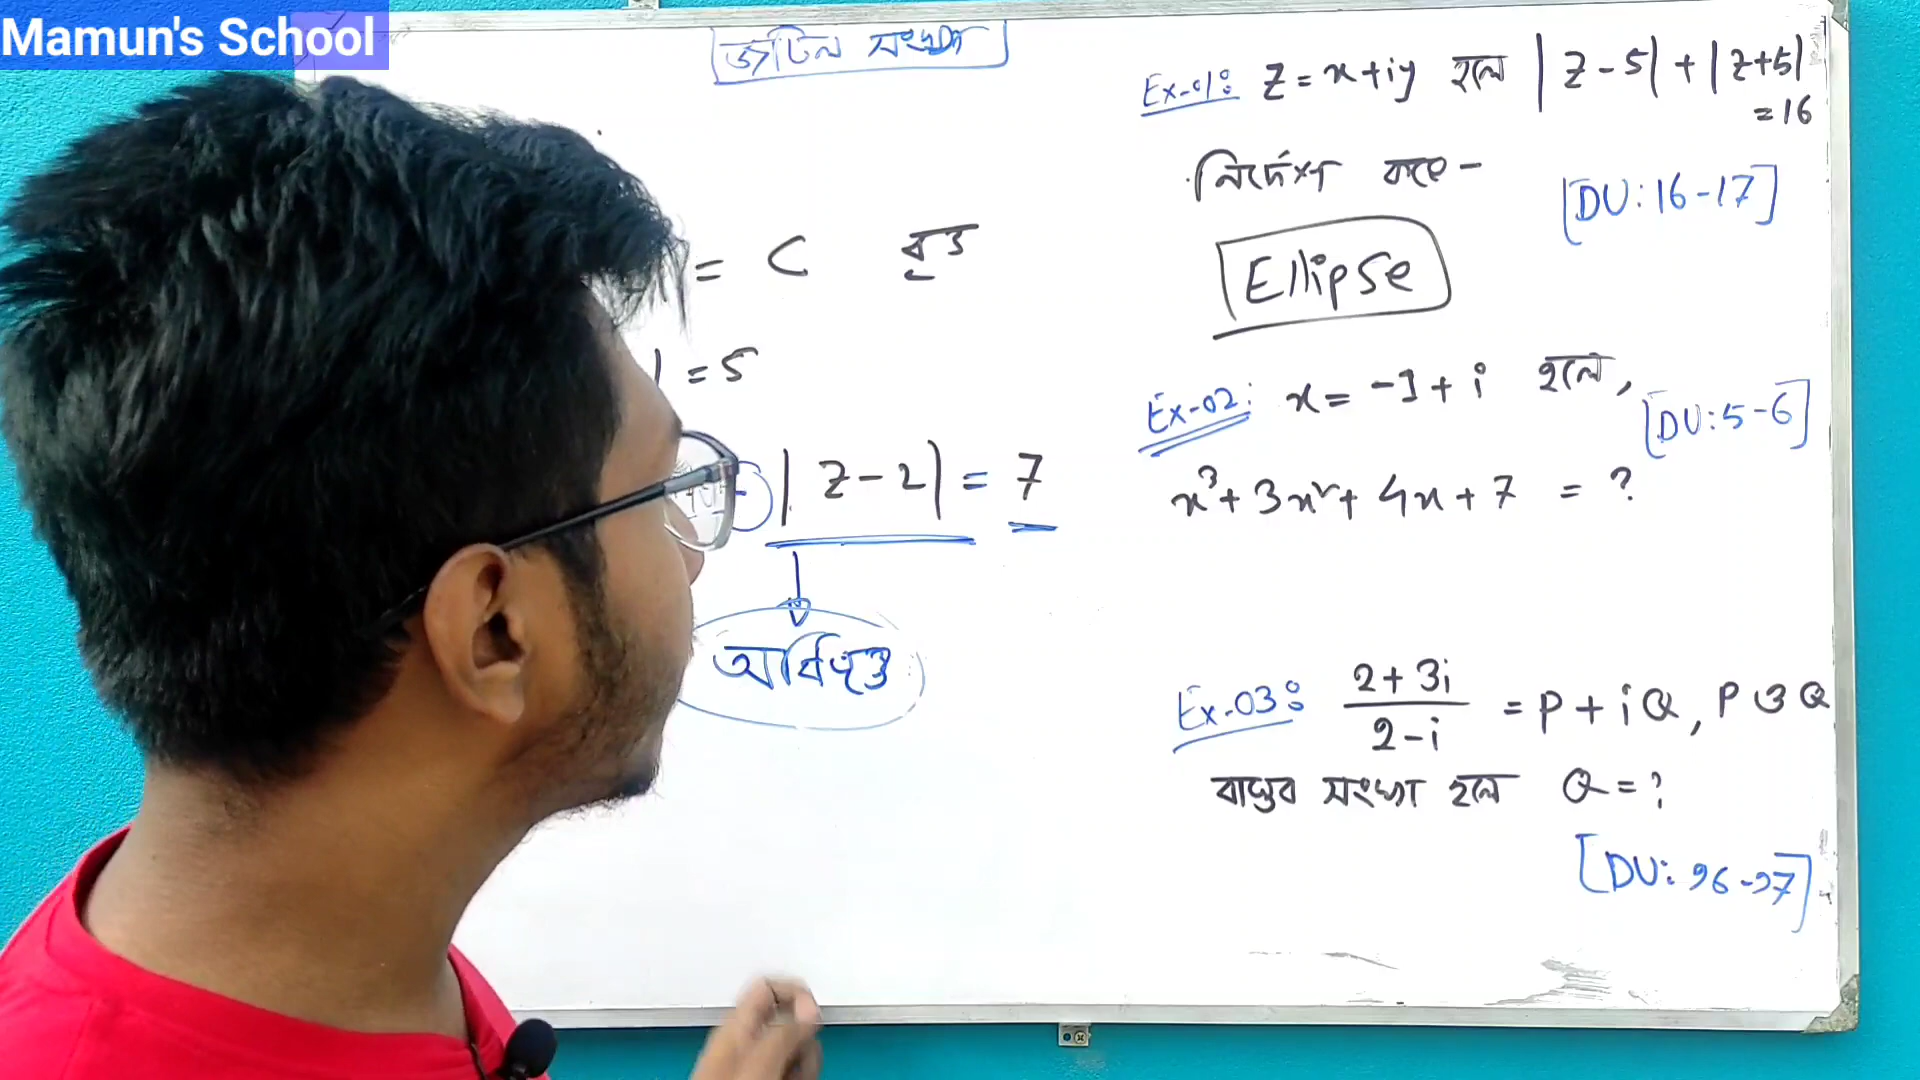 Mamun's School
জটিল সংখ্যা
= C বৃত্ত
| = 5
|z - 2| = 7
অধিবৃত্ত
Ex-01: z = x + iy হলে |z - 5| + |z + 5|
= 16
নির্দেশ করে -
[DU: 16-17]
Ellipse
Ex-02: x = -1 + i হলে,
[DU: 5-6]
x³ + 3x² + 4x + 7 = ?
Ex-03: (2 + 3i)/(2 - i) = P + iQ, P ও Q
বাস্তব সংখ্যা হলে Q = ?
[DU: ৯৬-৯৭]